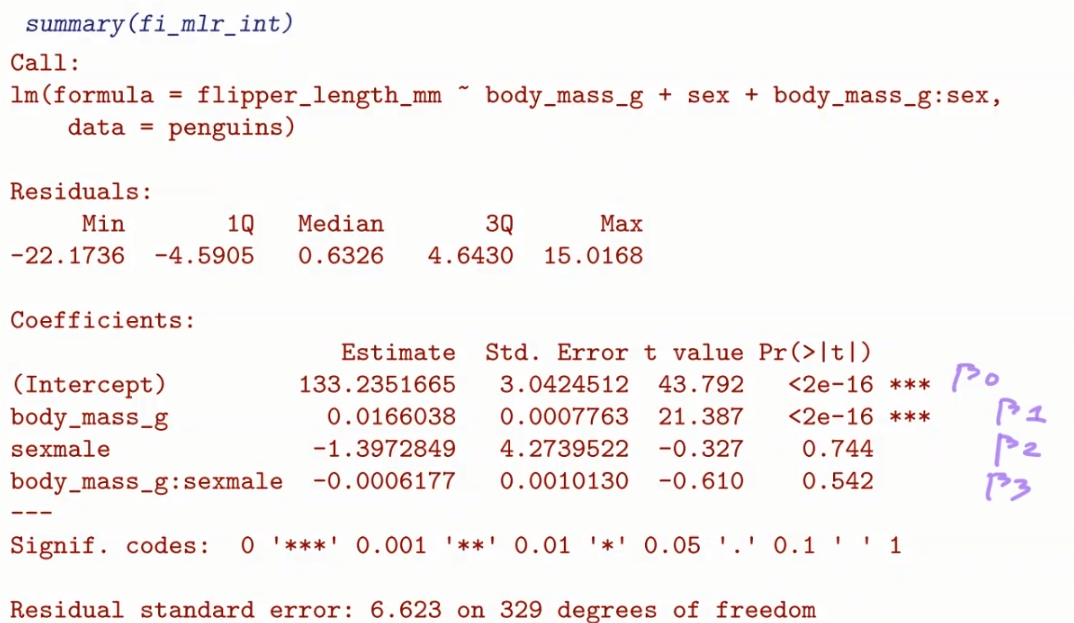 summary(fi_mlr_int)
Call:
lm(formula = flipper_length_mm ~ body_mass_g + sex + body_mass_g:sex,
    data = penguins)
Residuals:
     Min       1Q   Median       3Q      Max
-22.1736  -4.5905   0.6326   4.6430  15.0168
Coefficients:
                      Estimate  Std. Error t value Pr(>|t|)
(Intercept)         133.2351665   3.0424512  43.792   <2e-16 *** β0
body_mass_g           0.0166038   0.0007763  21.387   <2e-16 *** β1
sexmale              -1.3972849   4.2739522  -0.327    0.744 β2
body_mass_g:sexmale  -0.0006177   0.0010130  -0.610    0.542 β3
---
Signif. codes:  0 '***' 0.001 '**' 0.01 '*' 0.05 '.' 0.1 ' ' 1
Residual standard error: 6.623 on 329 degrees of freedom